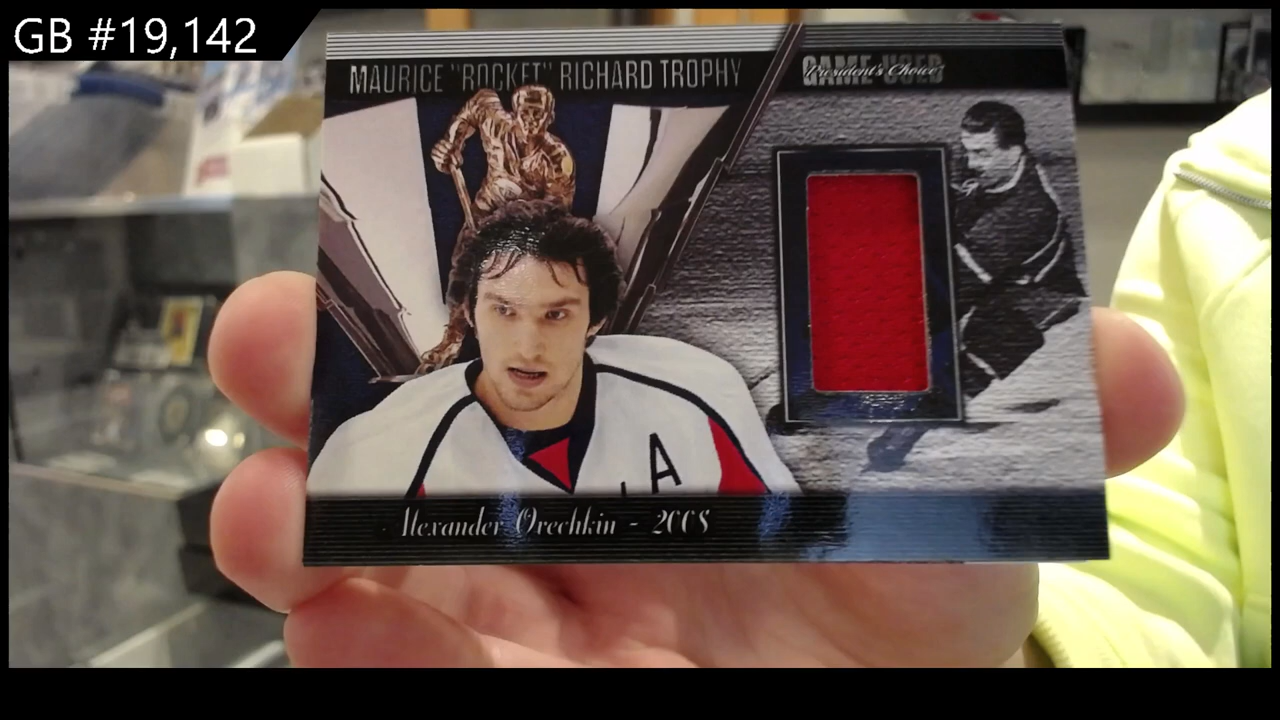 GB #19,142
MAURICE "ROCKET" RICHARD TROPHY
GAME-USED
President's Choice
Alexander Ovechkin - 2008
A